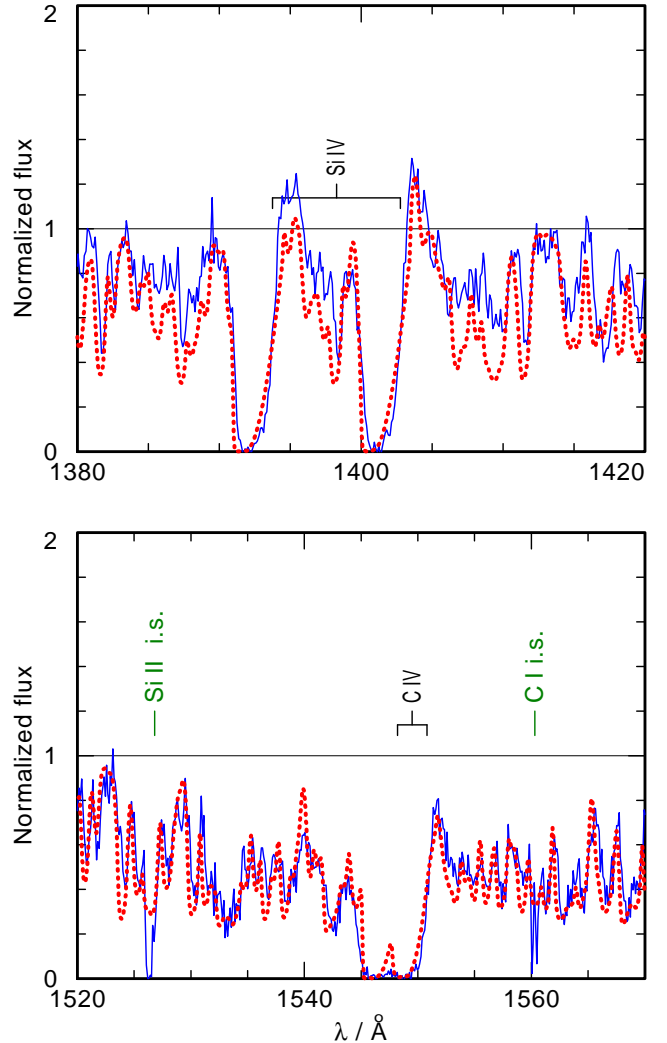 2
Si IV
Normalized flux
1
0
1380
1400
1420
2
Si II i.s.
C IV
C I i.s.
Normalized flux
1
0
1520
1540
1560
λ / Å